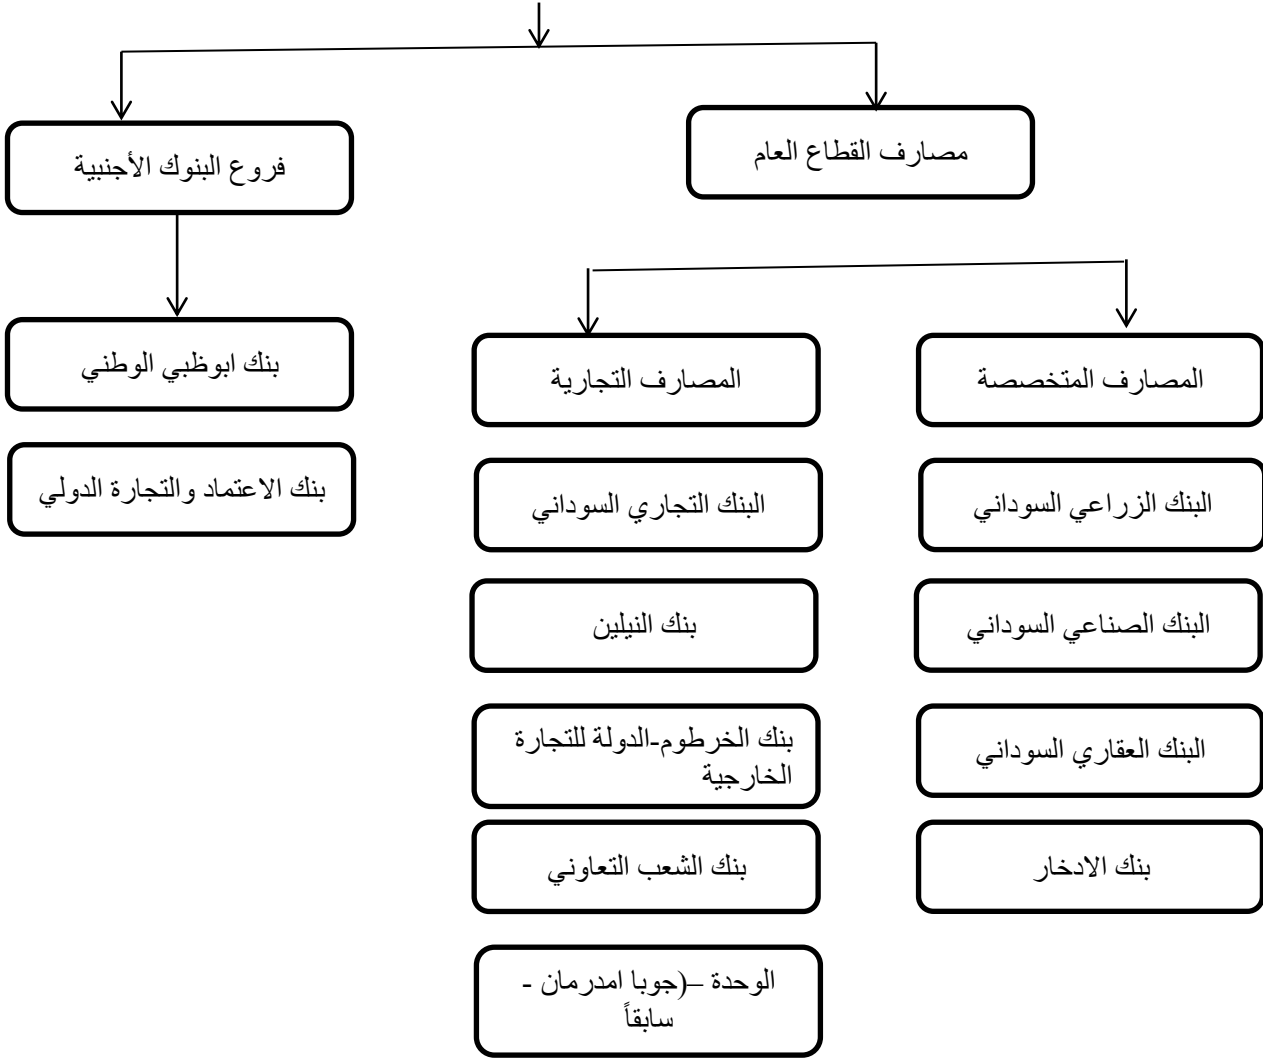 مصارف القطاع العام
فروع البنوك الأجنبية
المصارف المتخصصة
المصارف التجارية
بنك ابوظبي الوطني
البنك الزراعي السوداني
البنك التجاري السوداني
بنك الاعتماد والتجارة الدولي
البنك الصناعي السوداني
بنك النيلين
البنك العقاري السوداني
بنك الخرطوم-الدولة للتجارة
الخارجية
بنك الادخار
بنك الشعب التعاوني
الوحدة –(جوبا امدرمان -
سابقاً